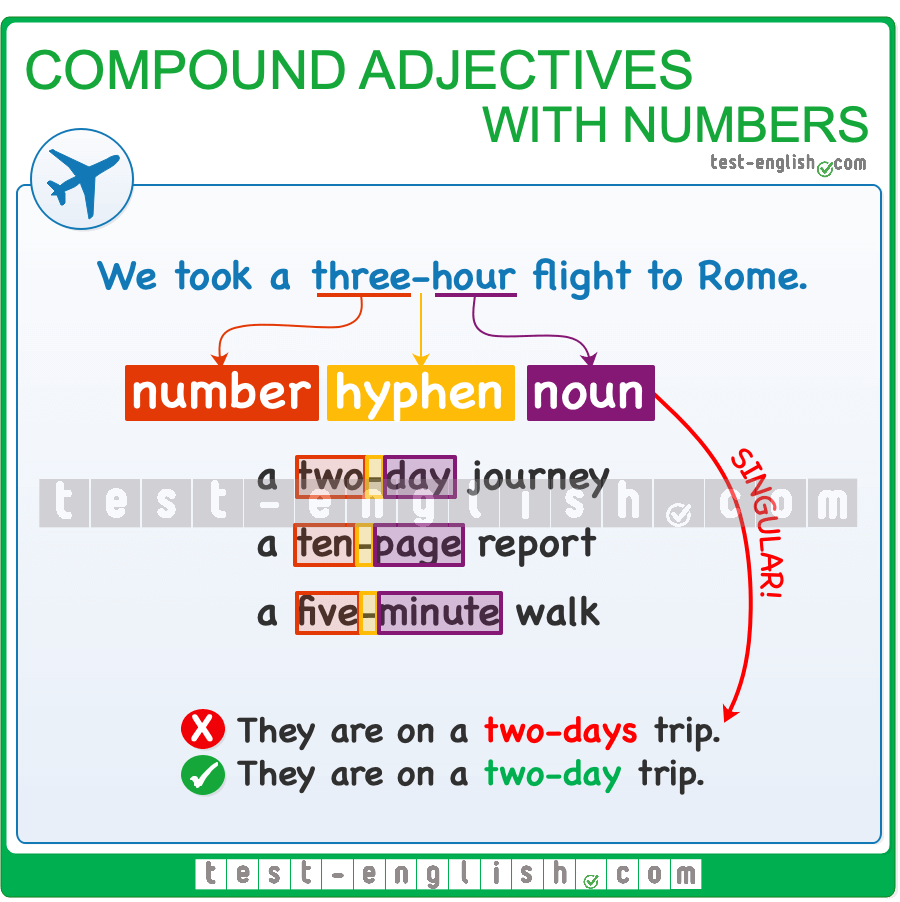 COMPOUND ADJECTIVES
WITH NUMBERS
test-english.com
We took a three-hour flight to Rome.
number hyphen noun
SINGULAR!
a two-day journey
test-english.com
a ten-page report
a five-minute walk
X They are on a two-days trip.
✓ They are on a two-day trip.
test-english.com